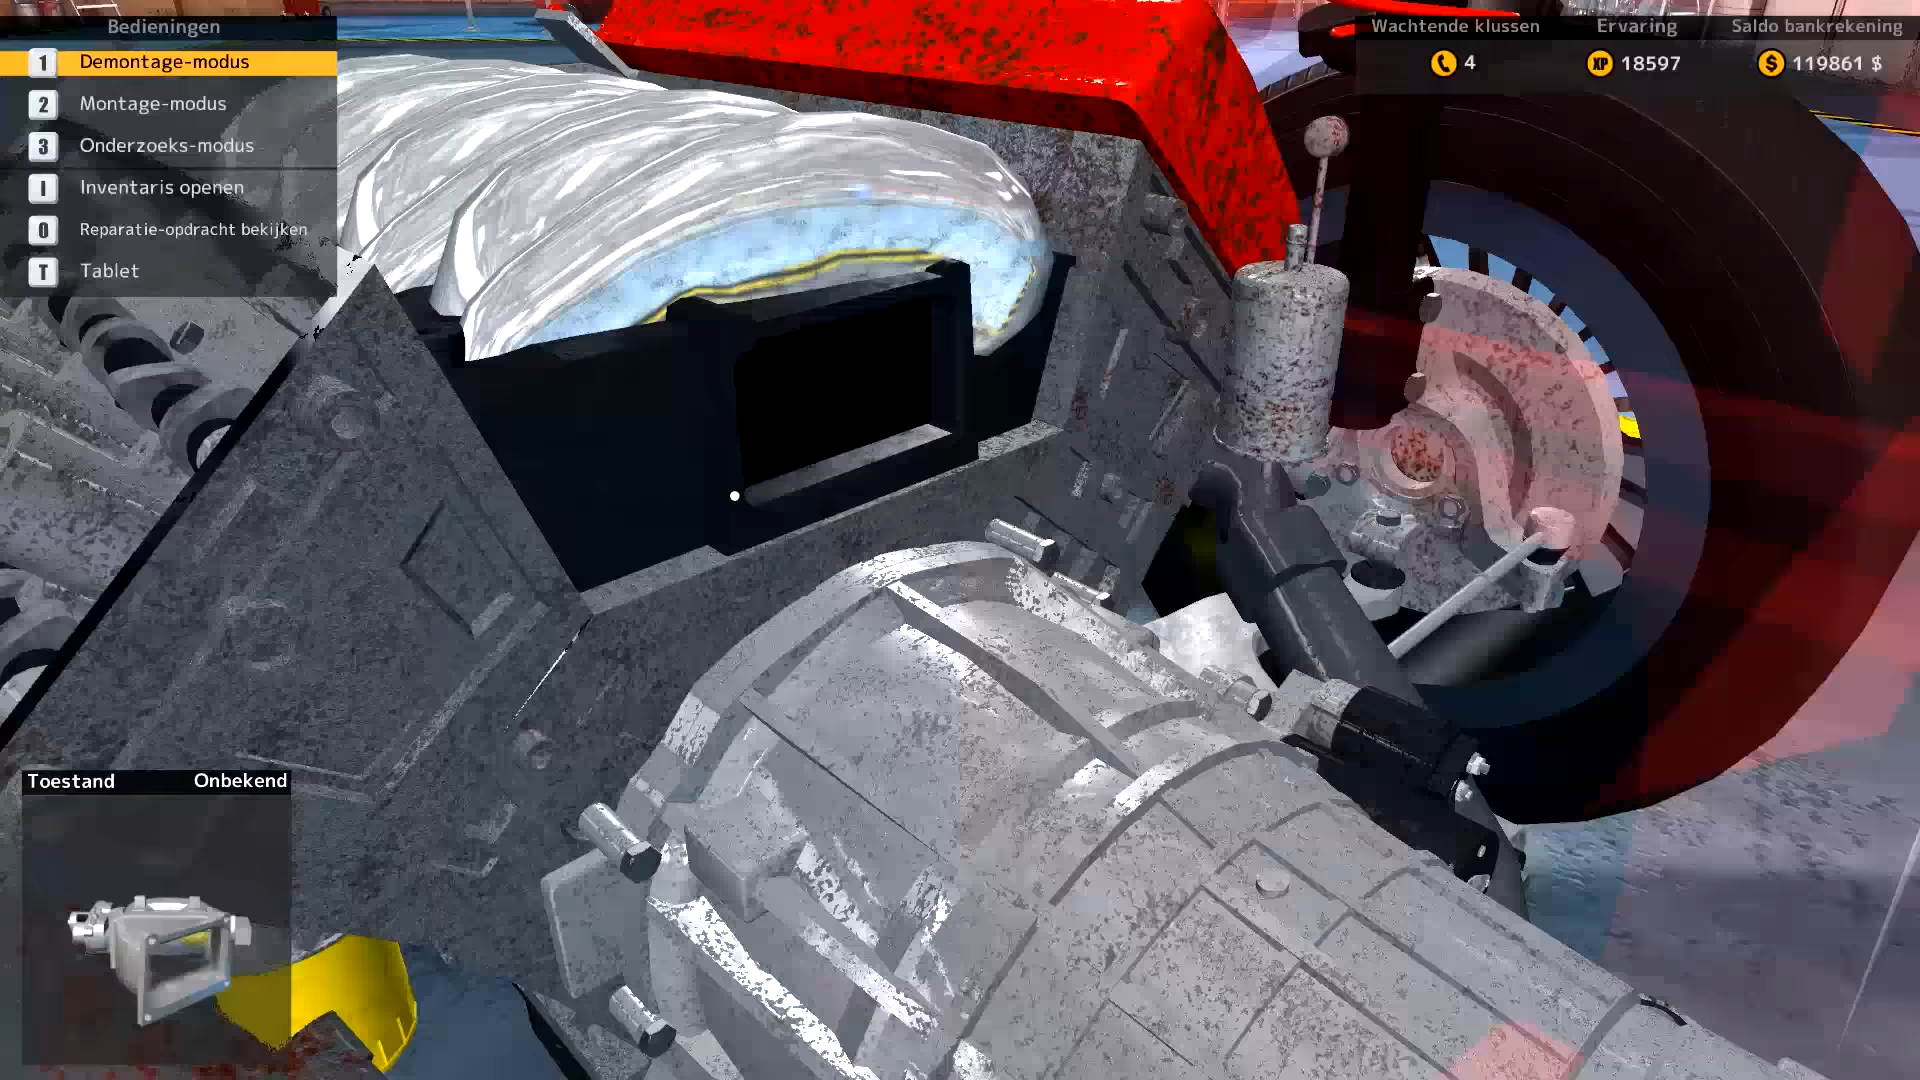 Bedieningen
1 Demontage-modus
2 Montage-modus
3 Onderzoeks-modus
I Inventaris openen
O Reparatie-opdracht bekijken
T Tablet
Wachtende klussen
4
Ervaring
XP 18597
Saldo bankrekening
$ 119861 $
Toestand Onbekend